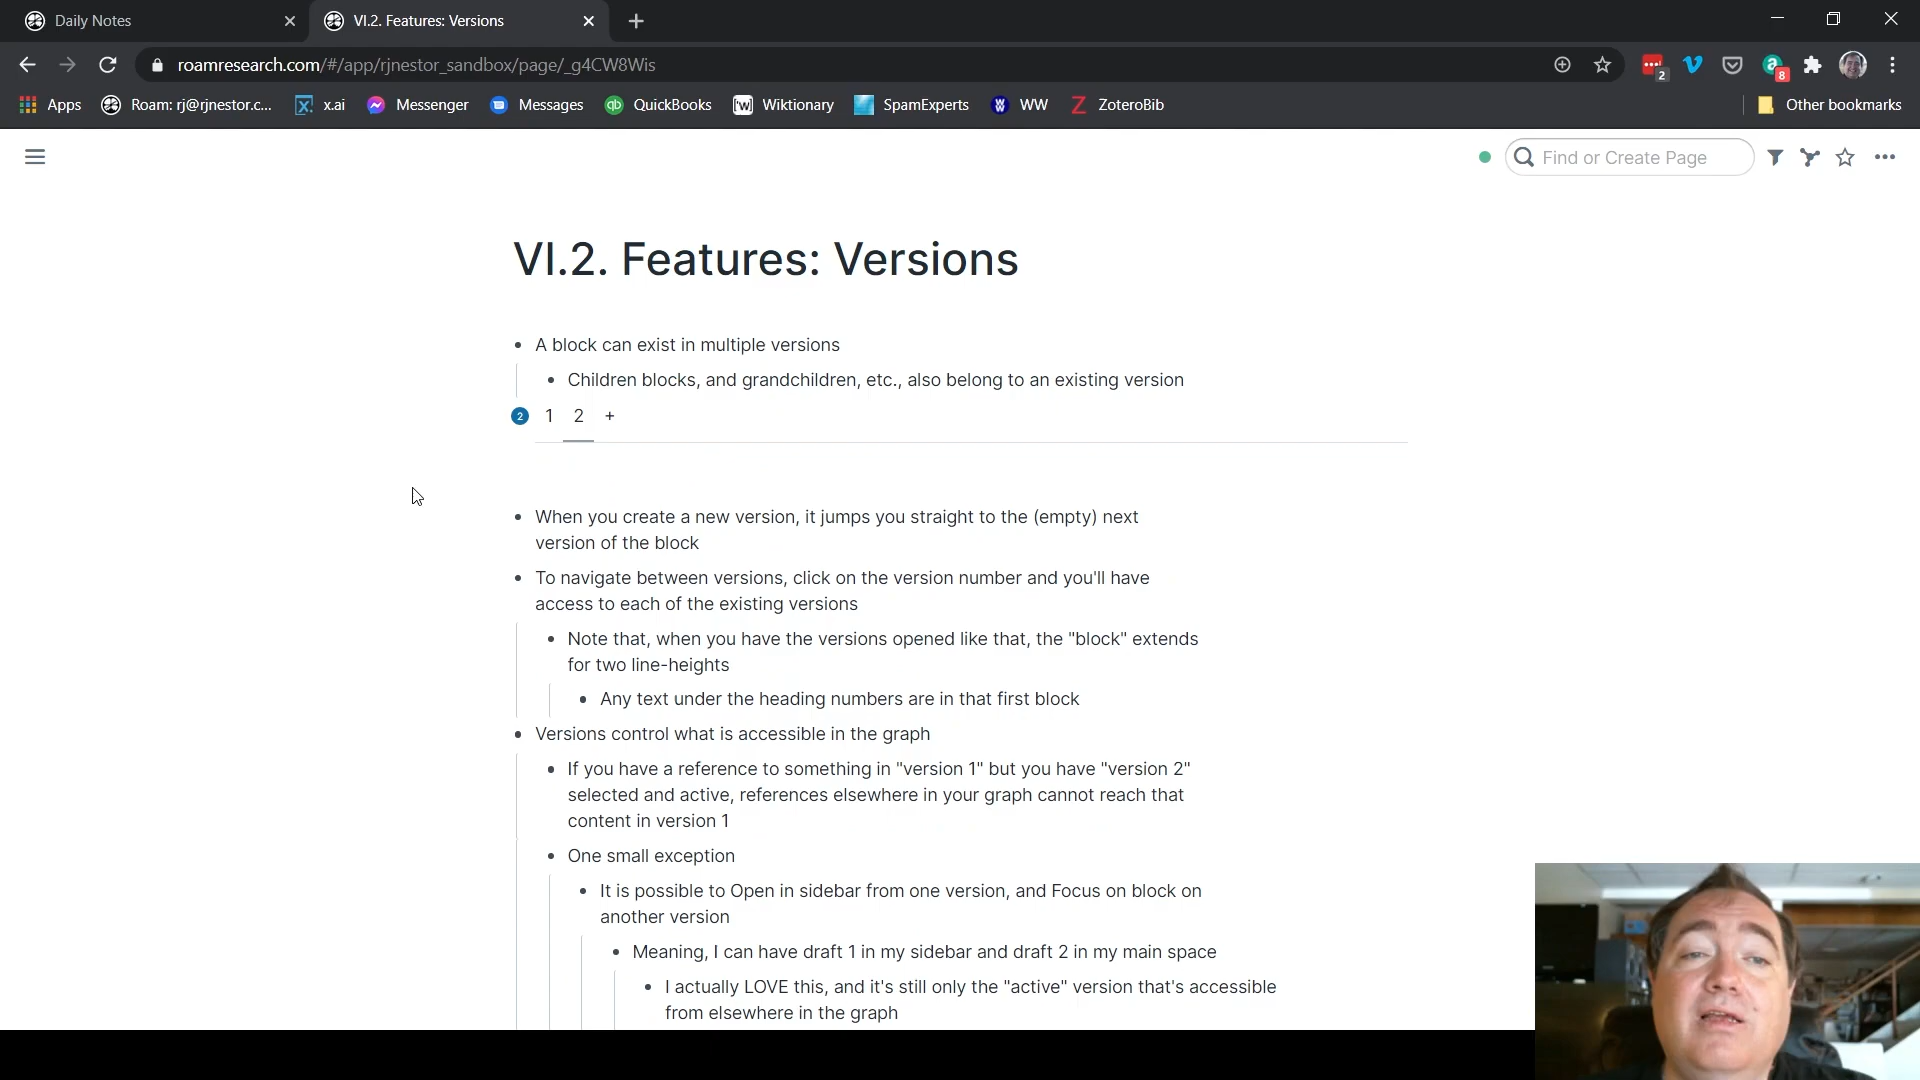 Daily Notes
VI.2. Features: Versions
roamresearch.com/#/app/rjnestor_sandbox/page/_g4CW8Wis
2
8
Apps
Roam: rj@rjnestor.c...
x.ai
Messenger
Messages
QuickBooks
Wiktionary
SpamExperts
WW
ZoteroBib
Other bookmarks
Find or Create Page
VI.2. Features: Versions
A block can exist in multiple versions
Children blocks, and grandchildren, etc., also belong to an existing version
2 1 2 +
When you create a new version, it jumps you straight to the (empty) next
version of the block
To navigate between versions, click on the version number and you'll have
access to each of the existing versions
Note that, when you have the versions opened like that, the "block" extends
for two line-heights
Any text under the heading numbers are in that first block
Versions control what is accessible in the graph
If you have a reference to something in "version 1" but you have "version 2"
selected and active, references elsewhere in your graph cannot reach that
content in version 1
One small exception
It is possible to Open in sidebar from one version, and Focus on block on
another version
Meaning, I can have draft 1 in my sidebar and draft 2 in my main space
I actually LOVE this, and it's still only the "active" version that's accessible
from elsewhere in the graph